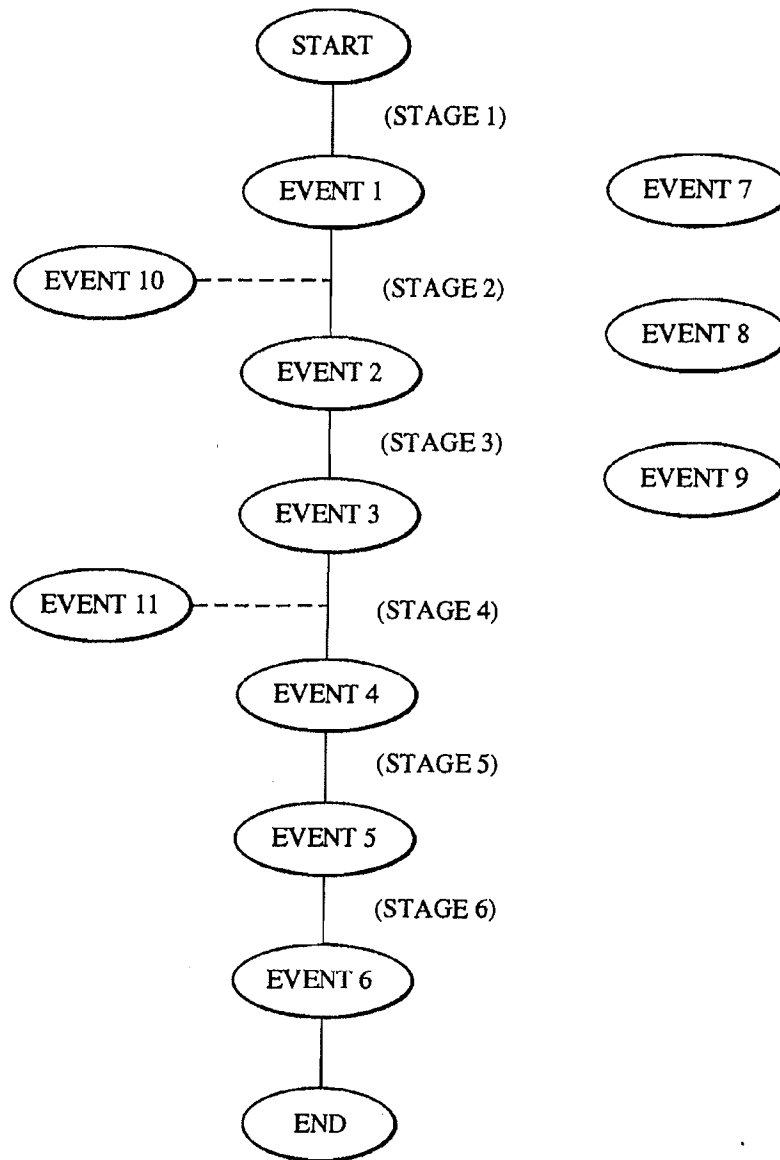 START
(STAGE 1)
EVENT 1
EVENT 7
EVENT 10
(STAGE 2)
EVENT 8
EVENT 2
(STAGE 3)
EVENT 9
EVENT 3
EVENT 11
(STAGE 4)
EVENT 4
(STAGE 5)
EVENT 5
(STAGE 6)
EVENT 6
END